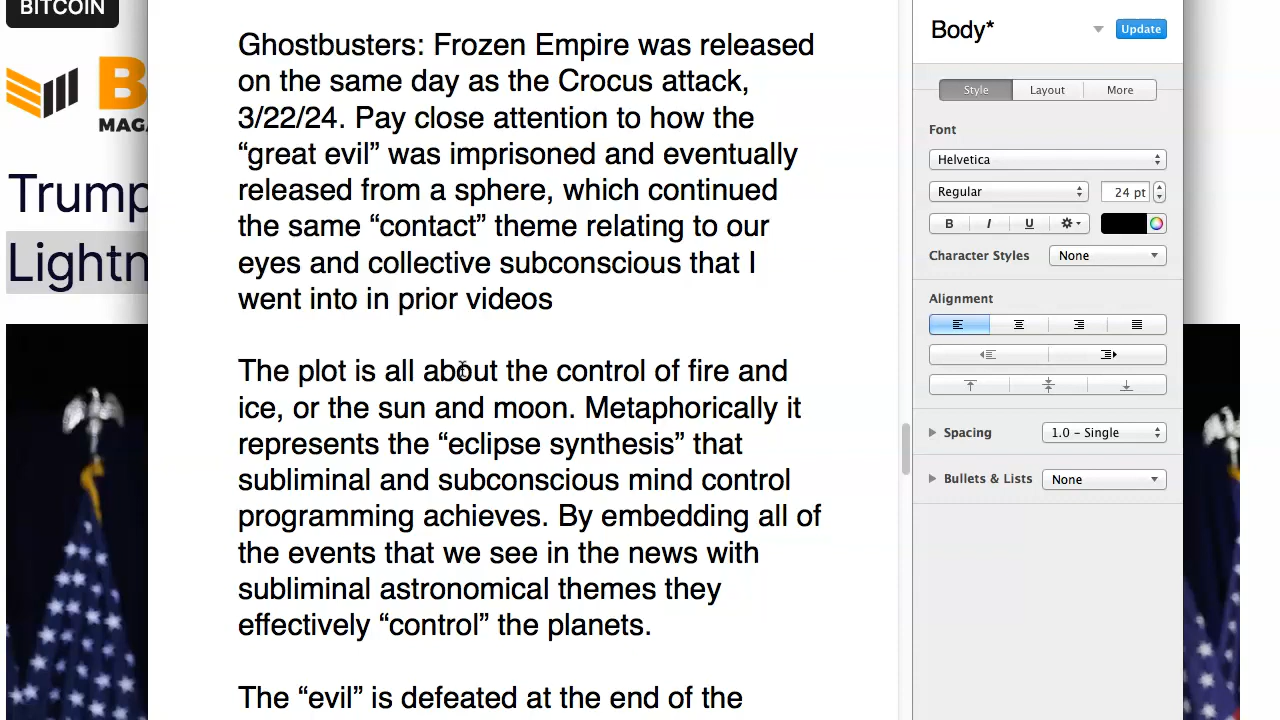 BITCOIN
B
MAGA
Trump
Lightn
Ghostbusters: Frozen Empire was released
on the same day as the Crocus attack,
3/22/24. Pay close attention to how the
“great evil” was imprisoned and eventually
released from a sphere, which continued
the same “contact” theme relating to our
eyes and collective subconscious that I
went into in prior videos
The plot is all about the control of fire and
ice, or the sun and moon. Metaphorically it
represents the “eclipse synthesis” that
subliminal and subconscious mind control
programming achieves. By embedding all of
the events that we see in the news with
subliminal astronomical themes they
effectively “control” the planets.
The “evil” is defeated at the end of the
Body*
Update
Style Layout More
Font
Helvetica
Regular 24 pt
B I U
Character Styles None
Alignment
Spacing 1.0 – Single
Bullets & Lists None